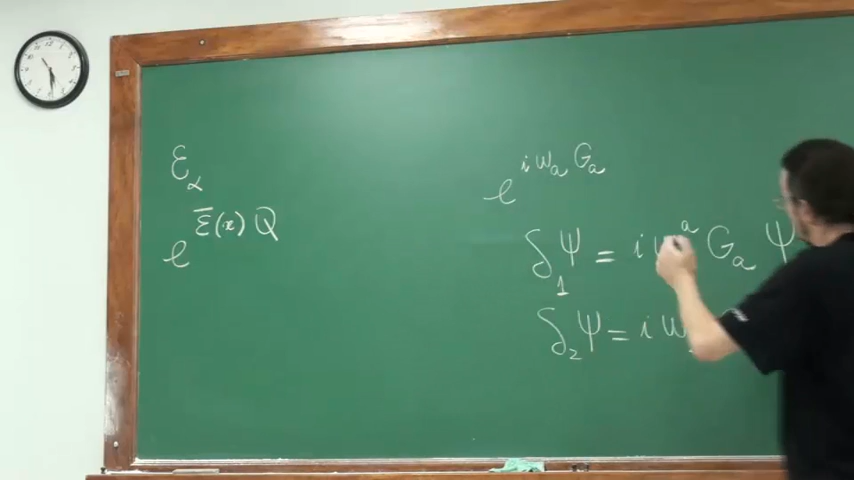 ε_α
e^{ε̄(x) Q}
e^{i w_a G_a}
δ_1 Ψ = i w^a G_a Ψ
δ_2 Ψ = i w